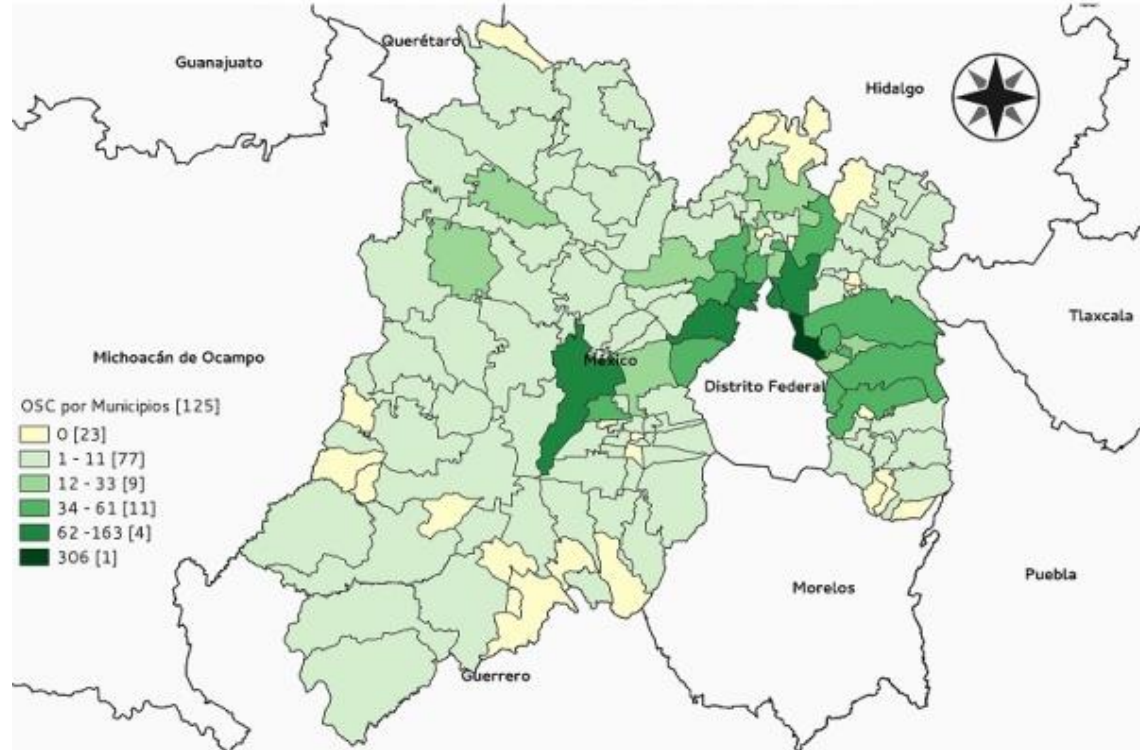 Querétaro
Guanajuato
Hidalgo
Tlaxcala
Michoacán de Ocampo
México
Distrito Federal
OSC por Municipios [125]
0 [23]
1 - 11 [77]
12 - 33 [9]
34 - 61 [11]
62 -163 [4]
306 [1]
Morelos
Puebla
Guerrero